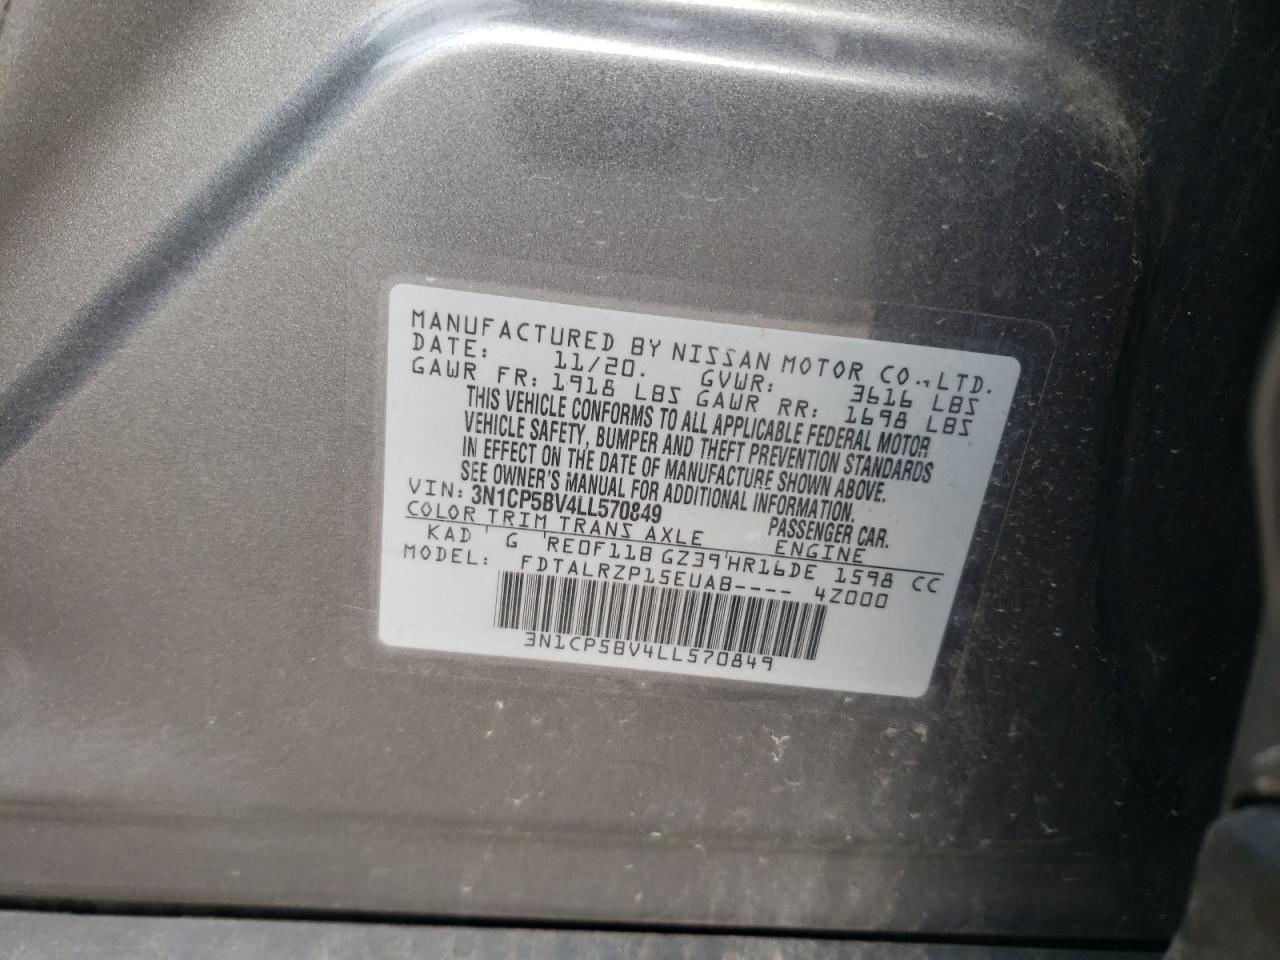 MANUFACTURED BY NISSAN MOTOR CO., LTD.
DATE: 11/20. GVWR: 3616 LBS
GAWR FR: 1918 LBS GAWR RR: 1698 LBS
THIS VEHICLE CONFORMS TO ALL APPLICABLE FEDERAL MOTOR
VEHICLE SAFETY, BUMPER AND THEFT PREVENTION STANDARDS
IN EFFECT ON THE DATE OF MANUFACTURE SHOWN ABOVE.
SEE OWNER'S MANUAL FOR ADDITIONAL INFORMATION.
VIN: 3N1CP5BV4LL570849 PASSENGER CAR.
COLOR TRIM TRANS AXLE ENGINE
KAD ' G ' RE0F11B GZ39'HR16DE 1598 CC
MODEL: FDTALRZP15EUAB---- 4Z000
3N1CP5BV4LL570849